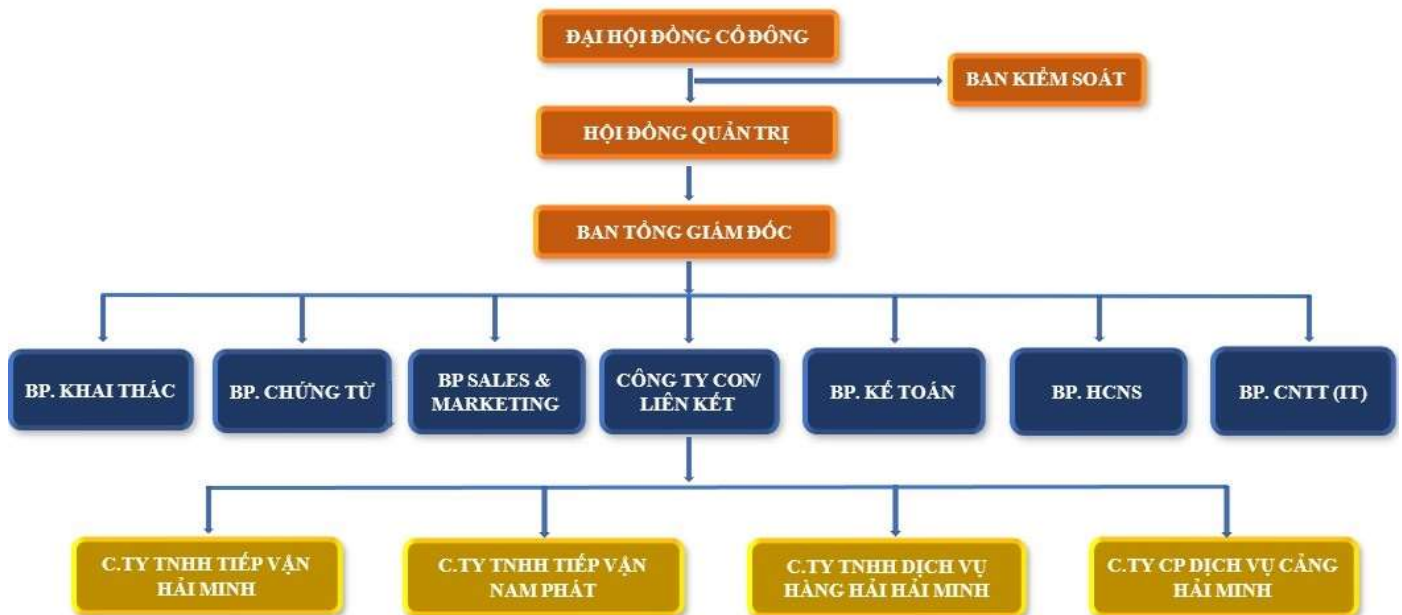 ĐẠI HỘI ĐỒNG CỔ ĐÔNG
BAN KIỂM SOÁT
HỘI ĐỒNG QUẢN TRỊ
BAN TỔNG GIÁM ĐỐC
BP. KHAI THÁC
BP. CHỨNG TỪ
BP SALES &
MARKETING
CÔNG TY CON/
LIÊN KẾT
BP. KẾ TOÁN
BP. HCNS
BP. CNTT (IT)
C.TY TNHH TIẾP VẬN
HẢI MINH
C.TY TNHH TIẾP VẬN
NAM PHÁT
C.TY TNHH DỊCH VỤ
HÀNG HẢI HẢI MINH
C.TY CP DỊCH VỤ CẢNG
HẢI MINH